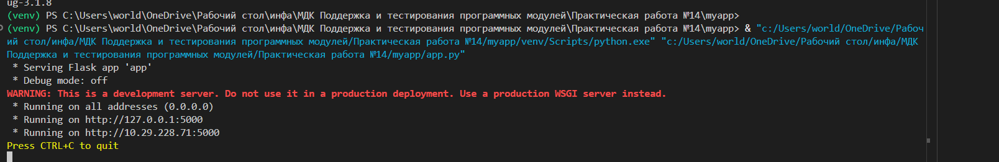 ug-3.1.8
(venv) PS C:\Users\world\OneDrive\Рабочий стол\инфа\МДК Поддержка и тестирования программных модулей\Практическая работа №14\myapp>
(venv) PS C:\Users\world\OneDrive\Рабочий стол\инфа\МДК Поддержка и тестирования программных модулей\Практическая работа №14\myapp> & "c:/Users/world/OneDrive/Рабоч
ий стол/инфа/МДК Поддержка и тестирования программных модулей/Практическая работа №14/myapp/venv/Scripts/python.exe" "c:/Users/world/OneDrive/Рабочий стол/инфа/МДК
Поддержка и тестирования программных модулей/Практическая работа №14/myapp/app.py"
 * Serving Flask app 'app'
 * Debug mode: off
WARNING: This is a development server. Do not use it in a production deployment. Use a production WSGI server instead.
 * Running on all addresses (0.0.0.0)
 * Running on http://127.0.0.1:5000
 * Running on http://10.29.228.71:5000
Press CTRL+C to quit